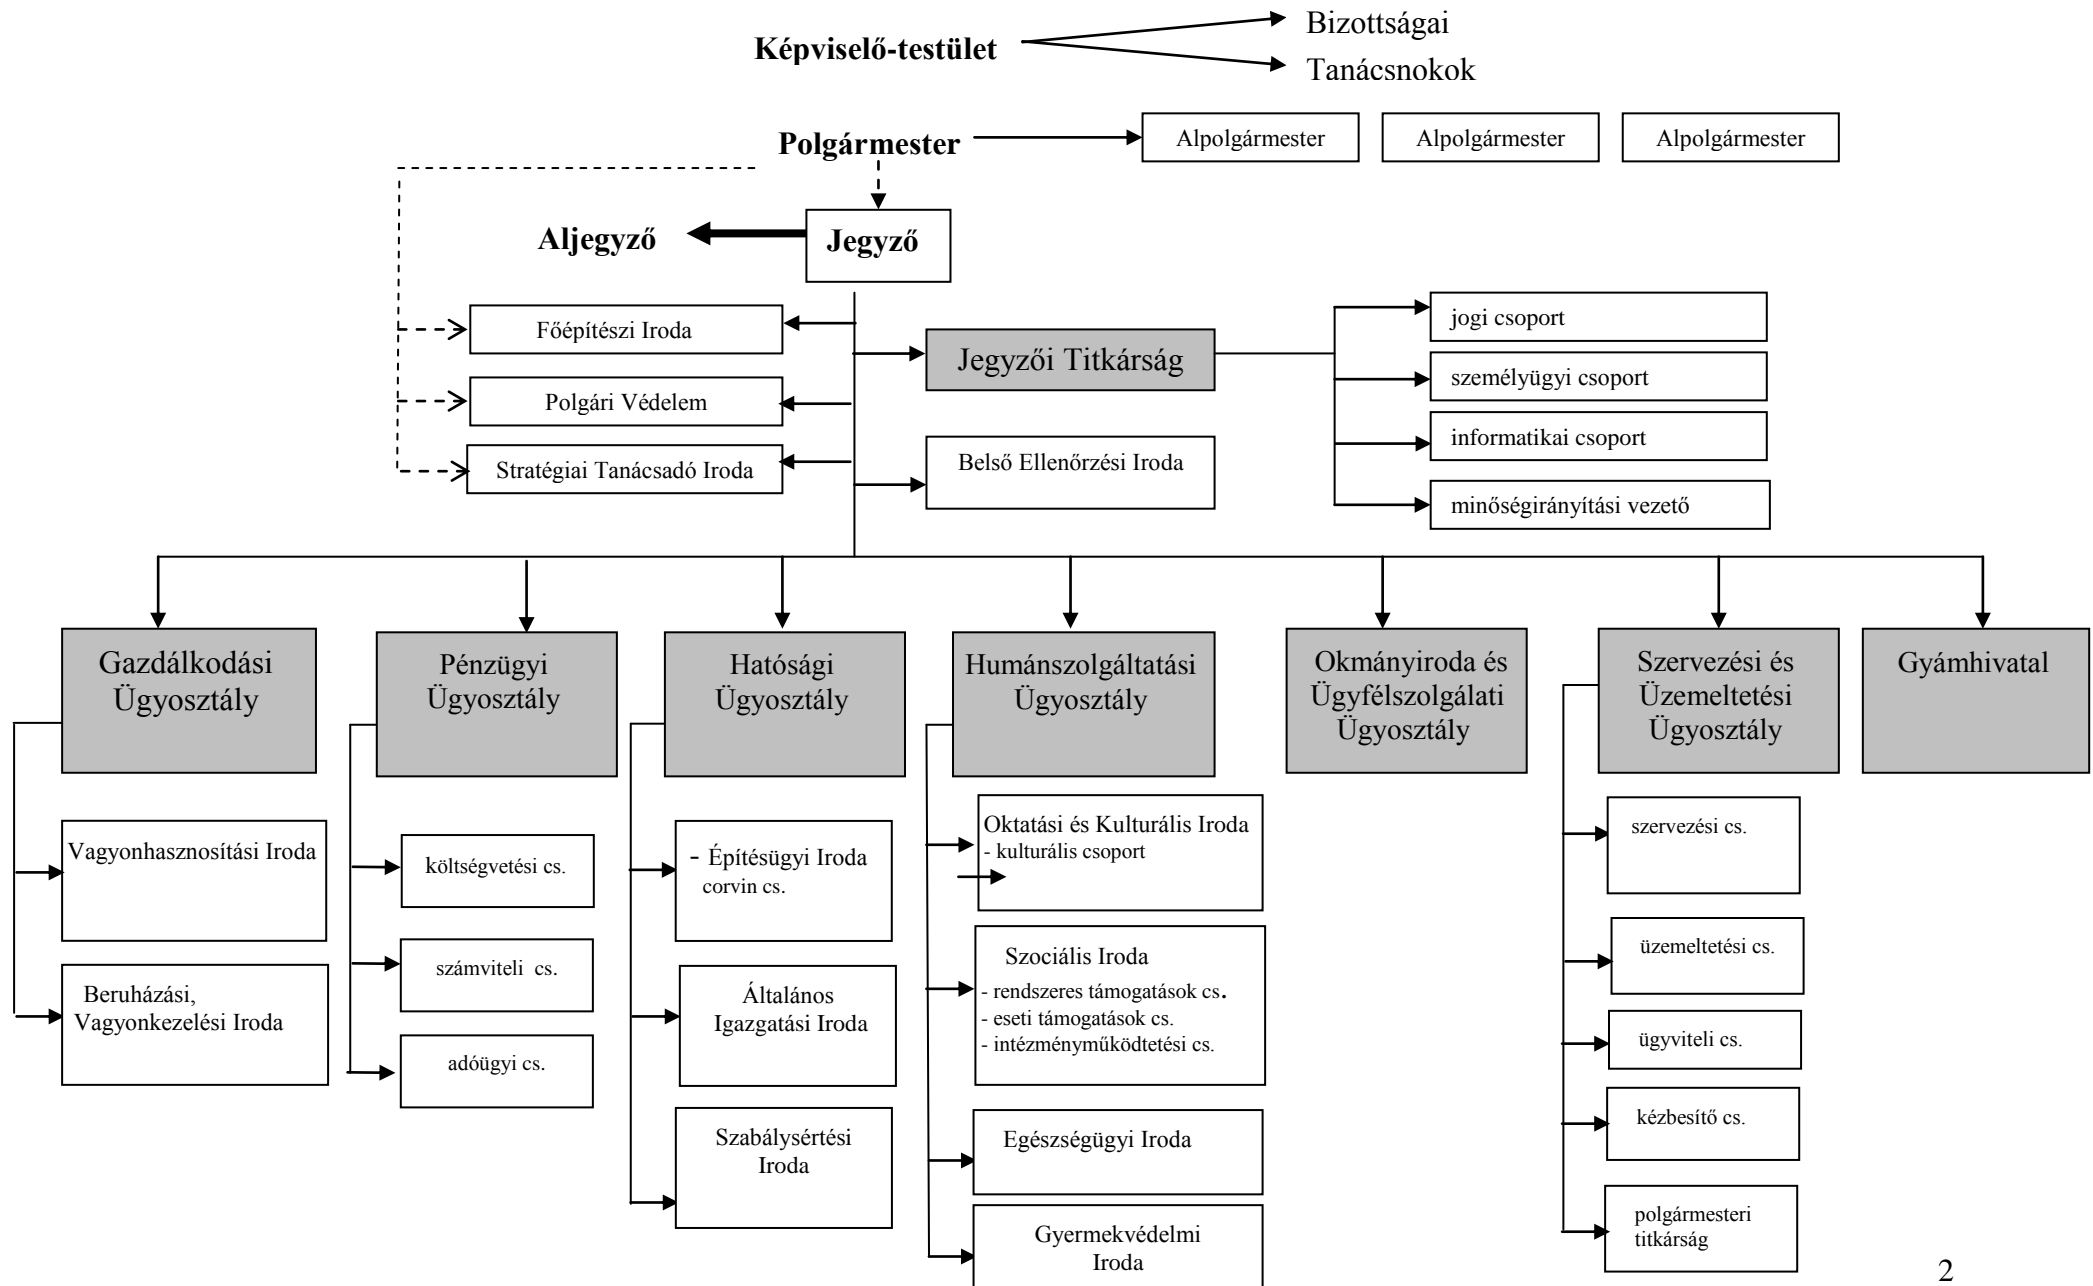 Képviselő-testület
Bizottságai
Tanácsnokok
Polgármester
Alpolgármester
Alpolgármester
Alpolgármester
Aljegyző
Jegyző
Főépítészi Iroda
Polgári Védelem
Stratégiai Tanácsadó Iroda
Jegyzői Titkárság
Belső Ellenőrzési Iroda
jogi csoport
személyügyi csoport
informatikai csoport
minőségirányítási vezető
Gazdálkodási
Ügyosztály
Pénzügyi
Ügyosztály
Hatósági
Ügyosztály
Humánszolgáltatási
Ügyosztály
Okmányiroda és
Ügyfélszolgálati
Ügyosztály
Szervezési és
Üzemeltetési
Ügyosztály
Gyámhivatal
Vagyonhasznosítási Iroda
Beruházási,
Vagyonkezelési Iroda
költségvetési cs.
számviteli cs.
adóügyi cs.
- Építésügyi Iroda
corvin cs.
Általános
Igazgatási Iroda
Szabálysértési
Iroda
Oktatási és Kulturális Iroda
- kulturális csoport
Szociális Iroda
- rendszeres támogatások cs.
- eseti támogatások cs.
- intézményműködtetési cs.
Egészségügyi Iroda
Gyermekvédelmi
Iroda
szervezési cs.
üzemeltetési cs.
ügyviteli cs.
kézbesítő cs.
polgármesteri
titkárság
2